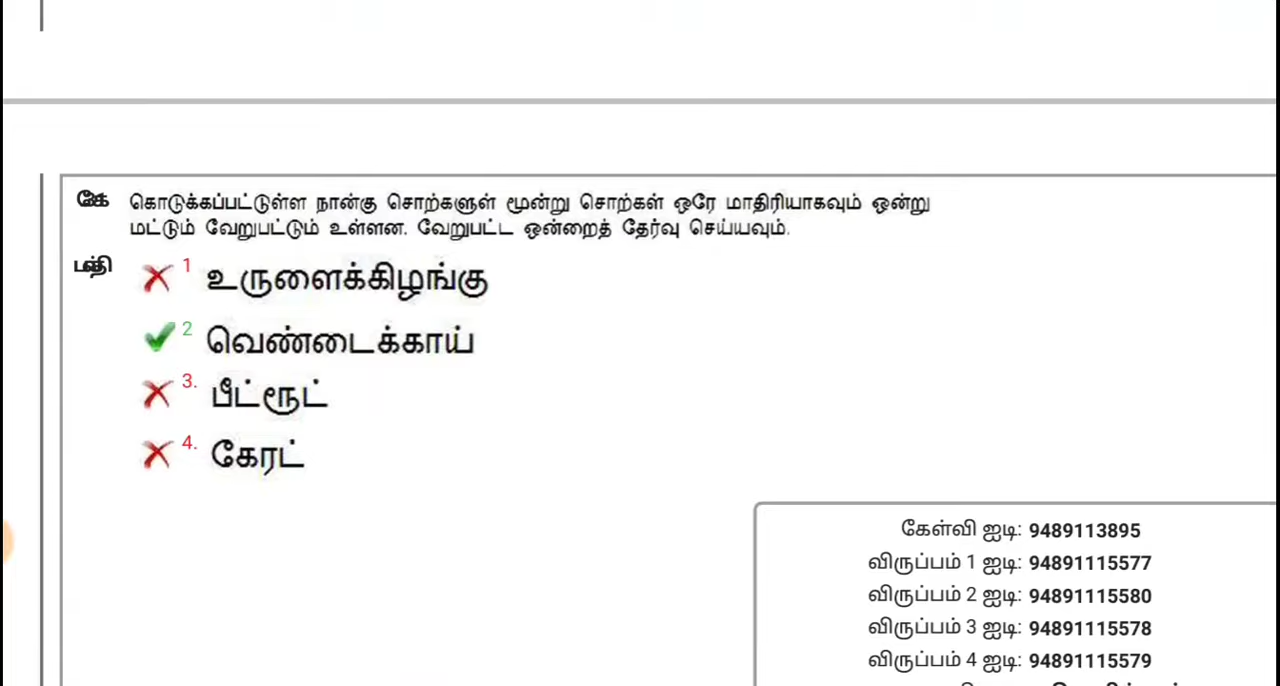 கொடுக்கப்பட்டுள்ள நான்கு சொற்களுள் மூன்று சொற்கள் ஒரே மாதிரியாகவும் ஒன்று
மட்டும் வேறுபட்டும் உள்ளன. வேறுபட்ட ஒன்றைத் தேர்வு செய்யவும்.
1 உருளைக்கிழங்கு
2 வெண்டைக்காய்
3. பீட்ரூட்
4. கேரட்
கேள்வி ஐடி: 9489113895
விருப்பம் 1 ஐடி: 94891115577
விருப்பம் 2 ஐடி: 94891115580
விருப்பம் 3 ஐடி: 94891115578
விருப்பம் 4 ஐடி: 94891115579